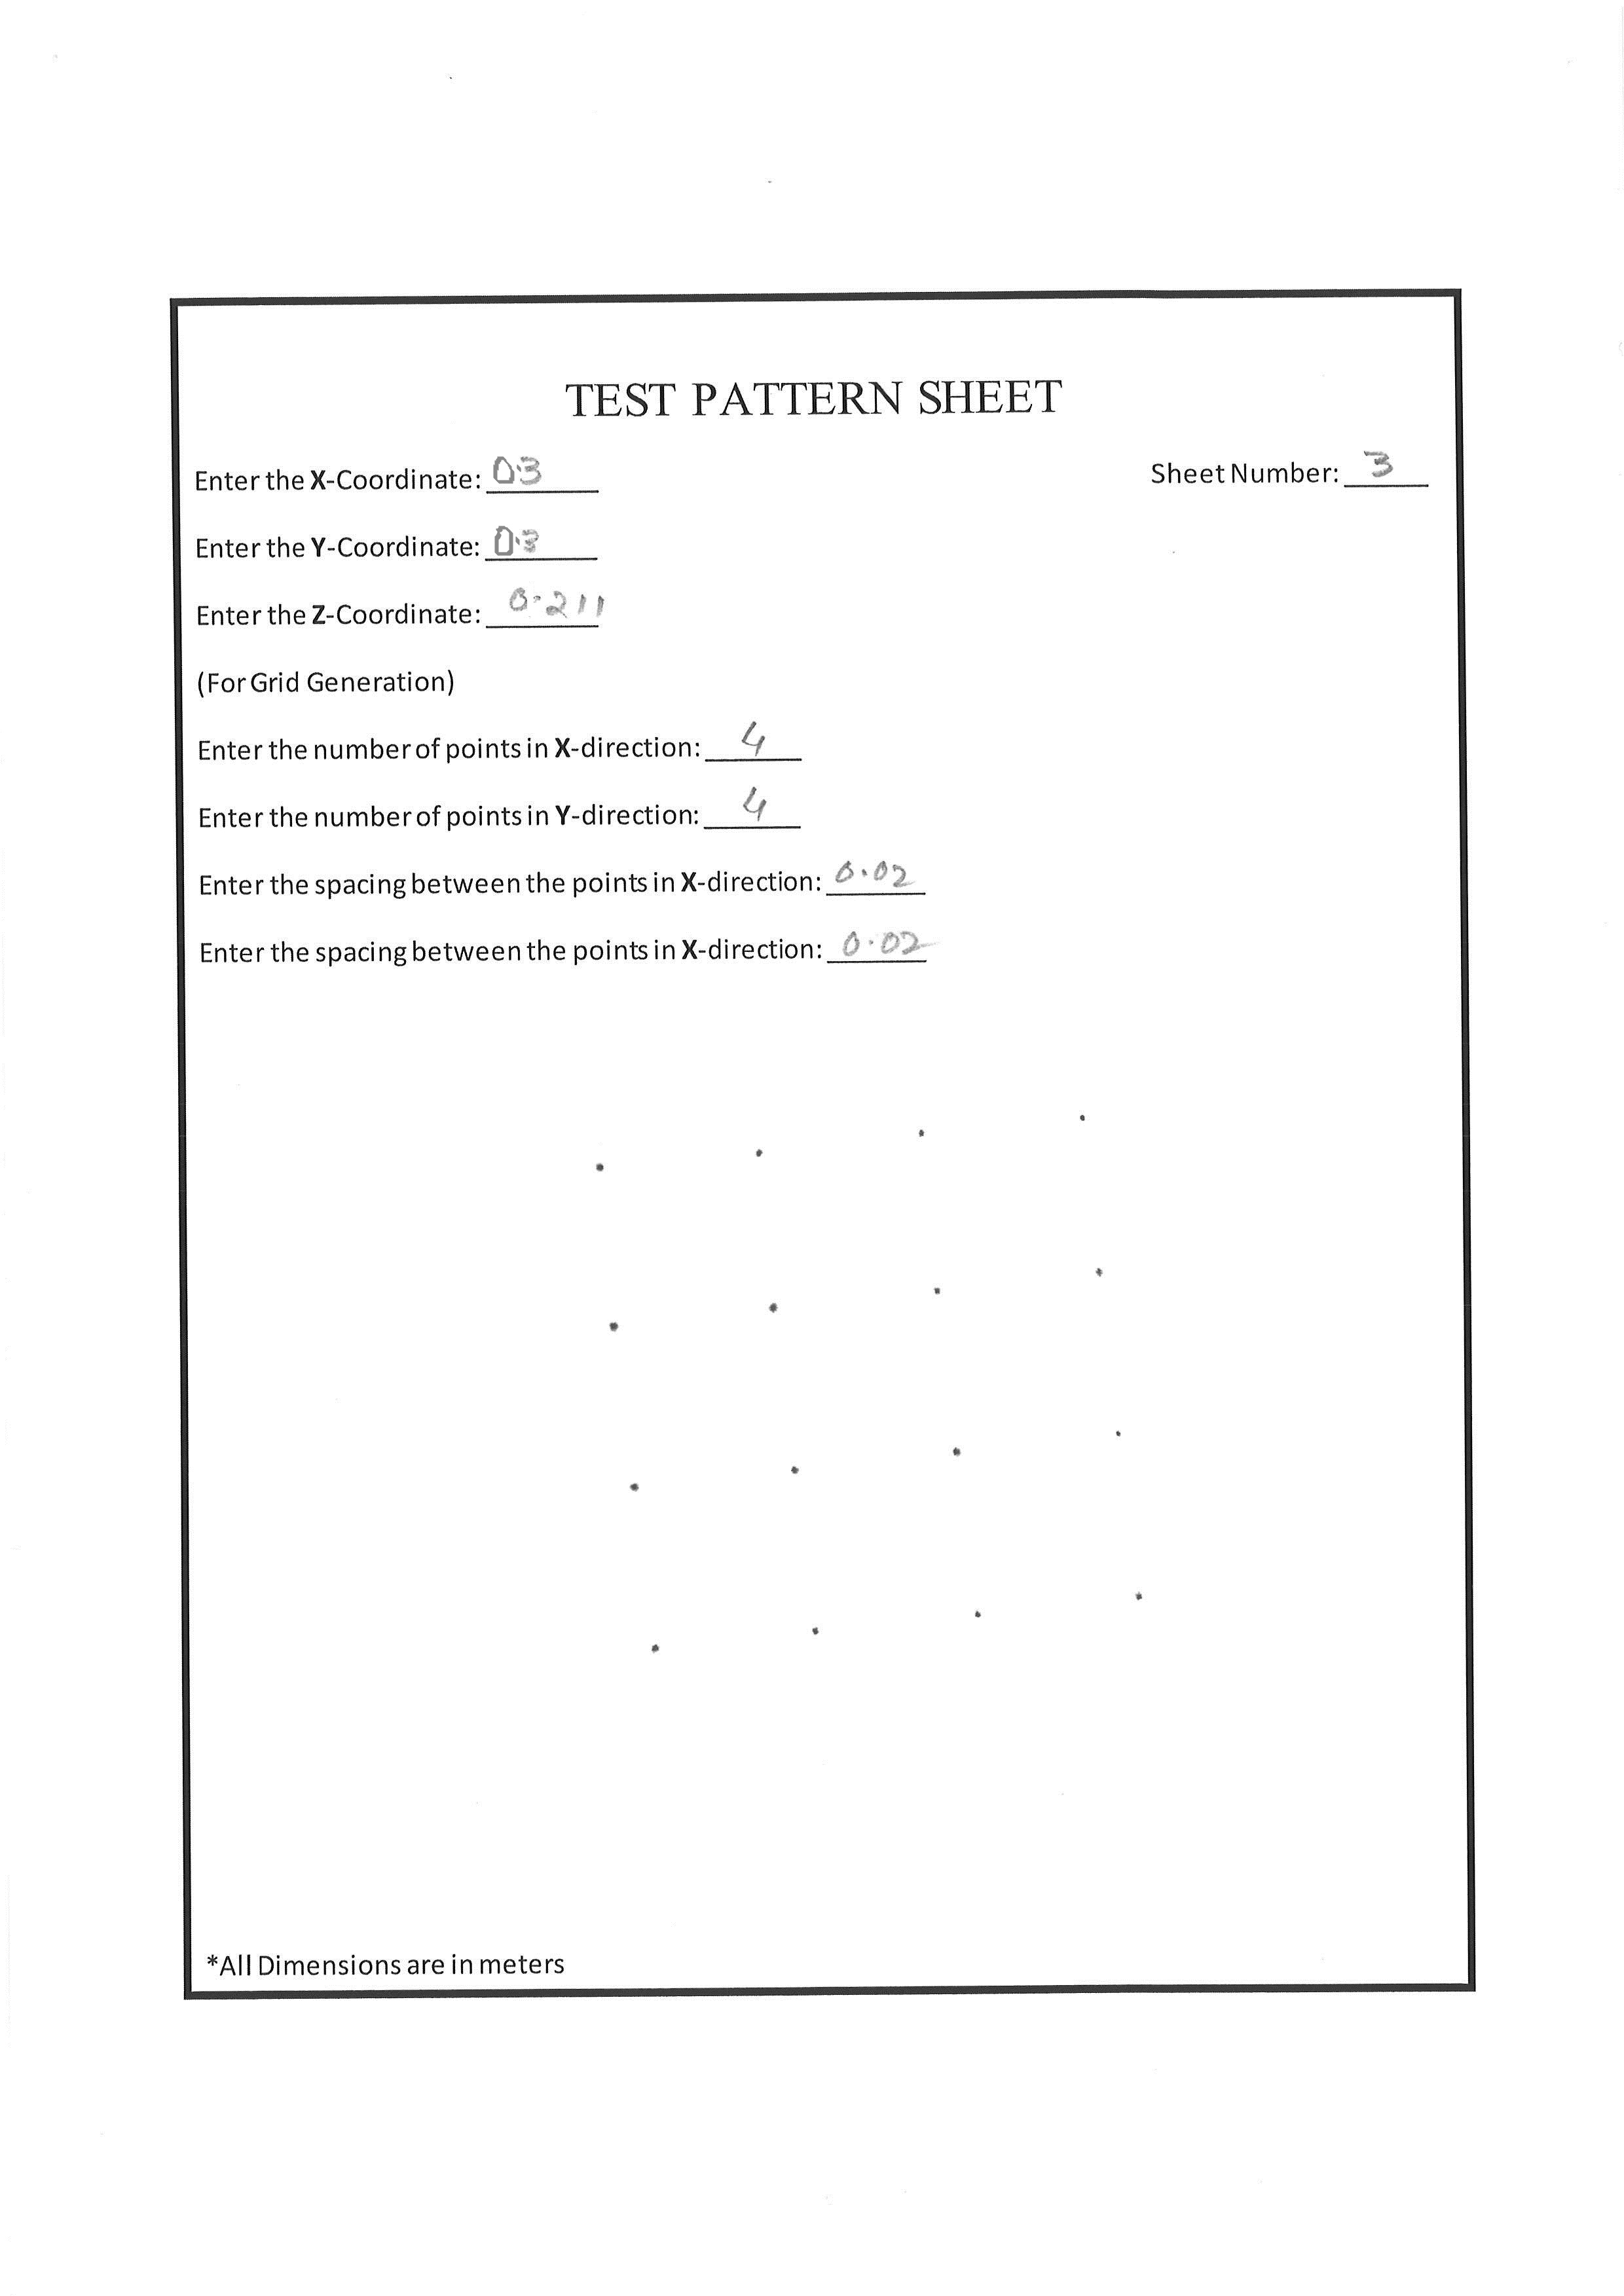 TEST PATTERN SHEET
Enter the X-Coordinate: 0.3 Sheet Number: 3
Enter the Y-Coordinate: 0.3
Enter the Z-Coordinate: 0.211
(For Grid Generation)
Enter the number of points in X-direction: 4
Enter the number of points in Y-direction: 4
Enter the spacing between the points in X-direction: 0.02
Enter the spacing between the points in X-direction: 0.02
*All Dimensions are in meters